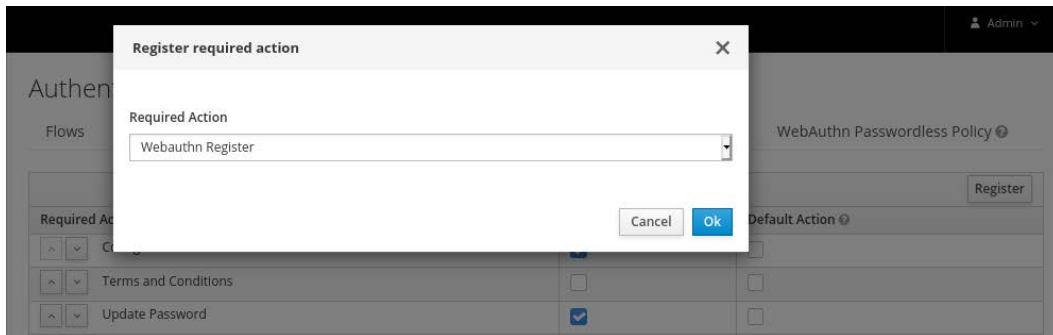 Admin
Register required action
Authen
Required Action
Flows
WebAuthn Passwordless Policy
Webauthn Register
Register
Cancel
Ok
Required Ac
Default Action
Terms and Conditions
Update Password